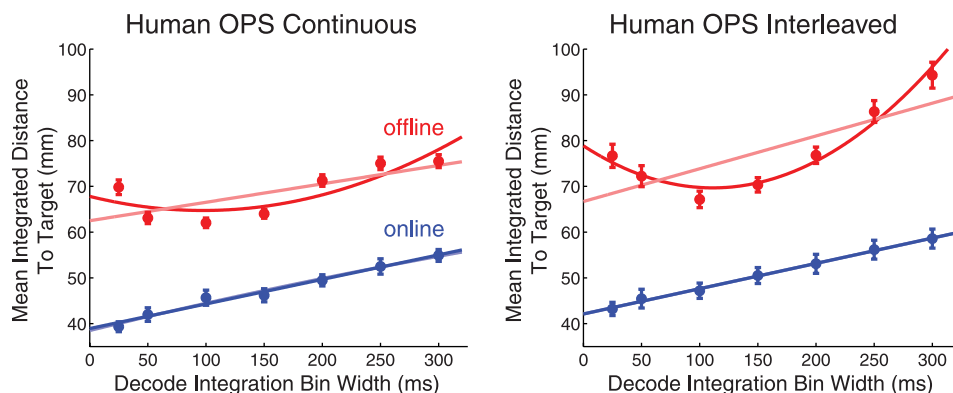 Human OPS Continuous
Mean Integrated Distance
To Target (mm)
100
90
80
70
60
50
40
offline
online
0 50 100 150 200 250 300
Decode Integration Bin Width (ms)
Human OPS Interleaved
Mean Integrated Distance
To Target (mm)
100
90
80
70
60
50
40
0 50 100 150 200 250 300
Decode Integration Bin Width (ms)